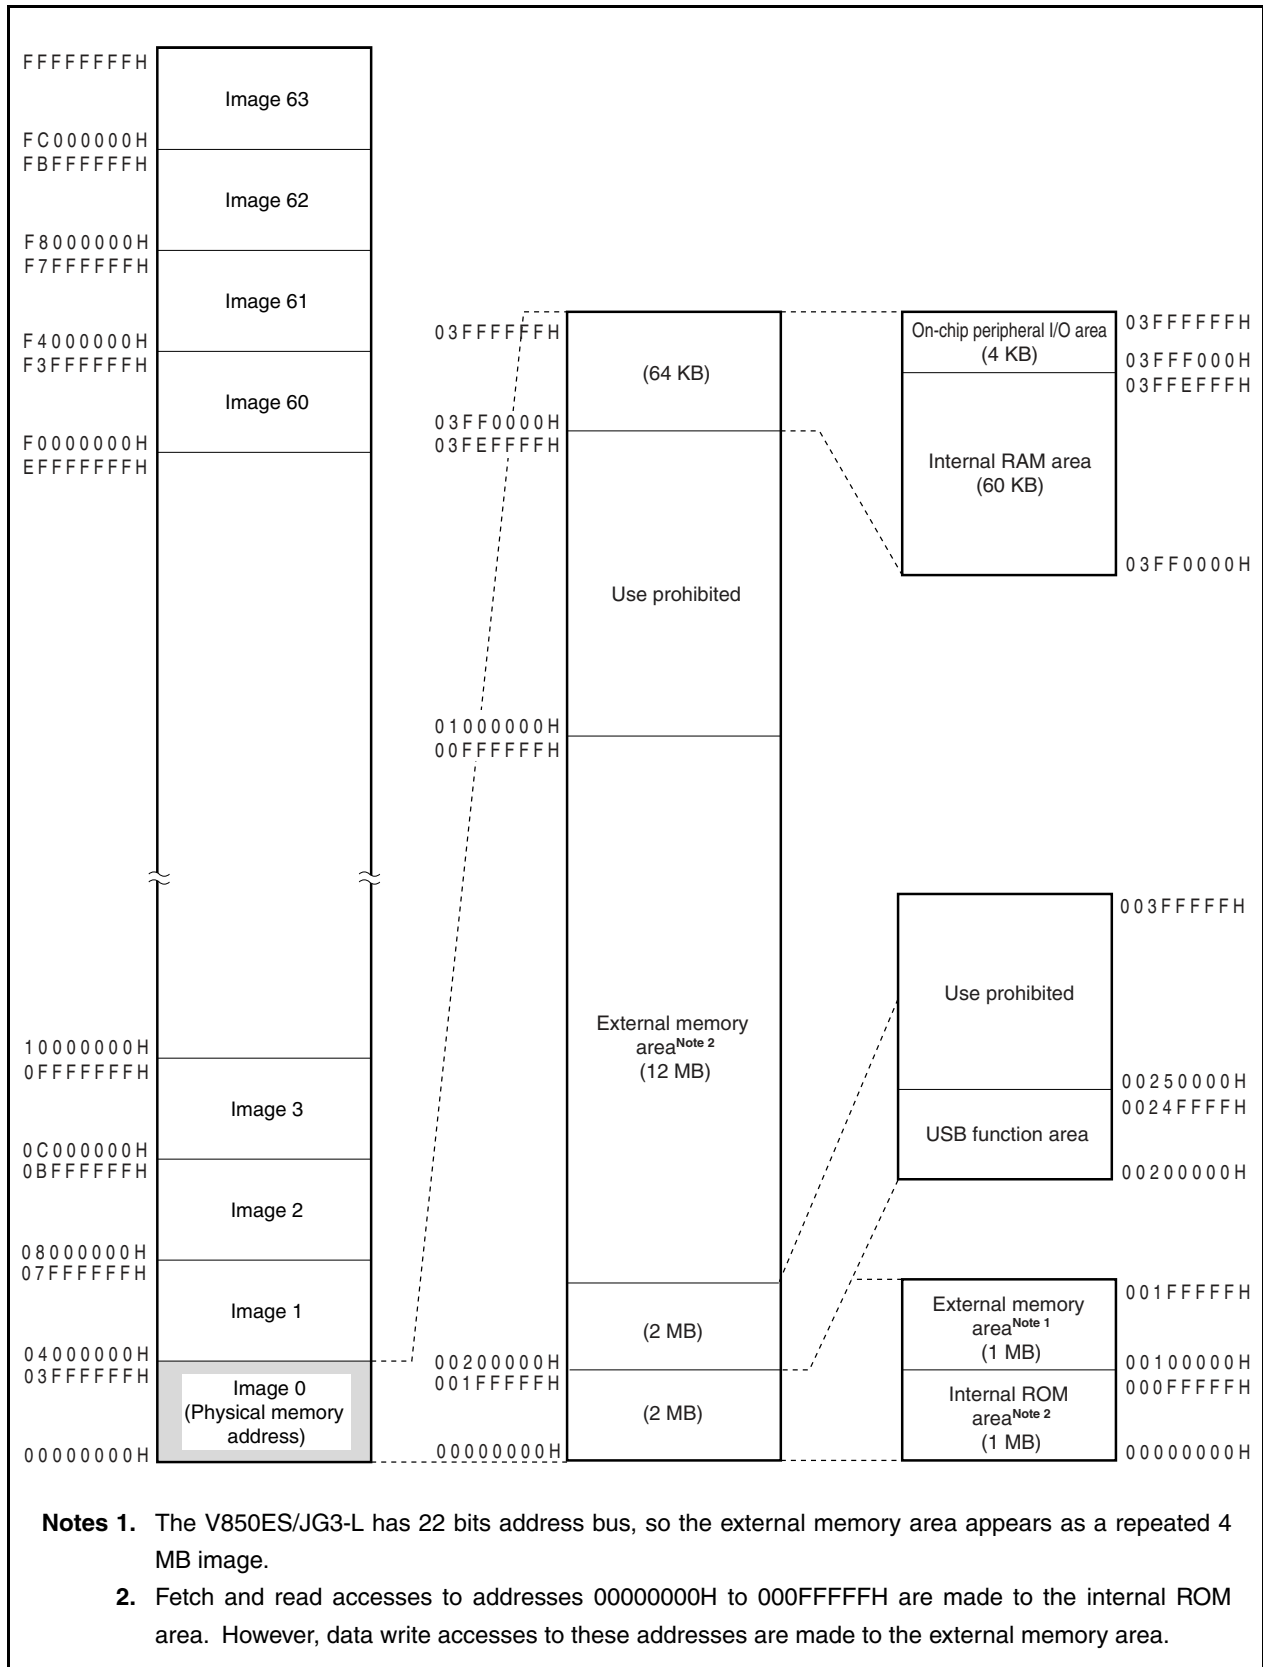 FFFFFFFFH
Image 63
FC000000H
FBFFFFFFH
Image 62
F8000000H
F7FFFFFFH
Image 61
F4000000H
F3FFFFFFH
Image 60
F0000000H
EFFFFFFFH
10000000H
0FFFFFFFH
Image 3
0C000000H
0BFFFFFFH
Image 2
08000000H
07FFFFFFH
Image 1
04000000H
03FFFFFFH
Image 0
(Physical memory
address)
00000000H
03FFFFFFH
(64 KB)
03FF0000H
03FEFFFFH
Use prohibited
01000000H
00FFFFFFH
External memory
areaNote 2
(12 MB)
(2 MB)
00200000H
001FFFFFH
(2 MB)
00000000H
On-chip peripheral I/O area
(4 KB)
03FFFFFFH
03FFF000H
03FFEFFFH
Internal RAM area
(60 KB)
03FF0000H
003FFFFFH
Use prohibited
00250000H
0024FFFFH
USB function area
00200000H
001FFFFFH
External memory
areaNote 1
(1 MB)
00100000H
000FFFFFH
Internal ROM
areaNote 2
(1 MB)
00000000H
Notes 1. The V850ES/JG3-L has 22 bits address bus, so the external memory area appears as a repeated 4
MB image.
2. Fetch and read accesses to addresses 00000000H to 000FFFFFH are made to the internal ROM
area. However, data write accesses to these addresses are made to the external memory area.